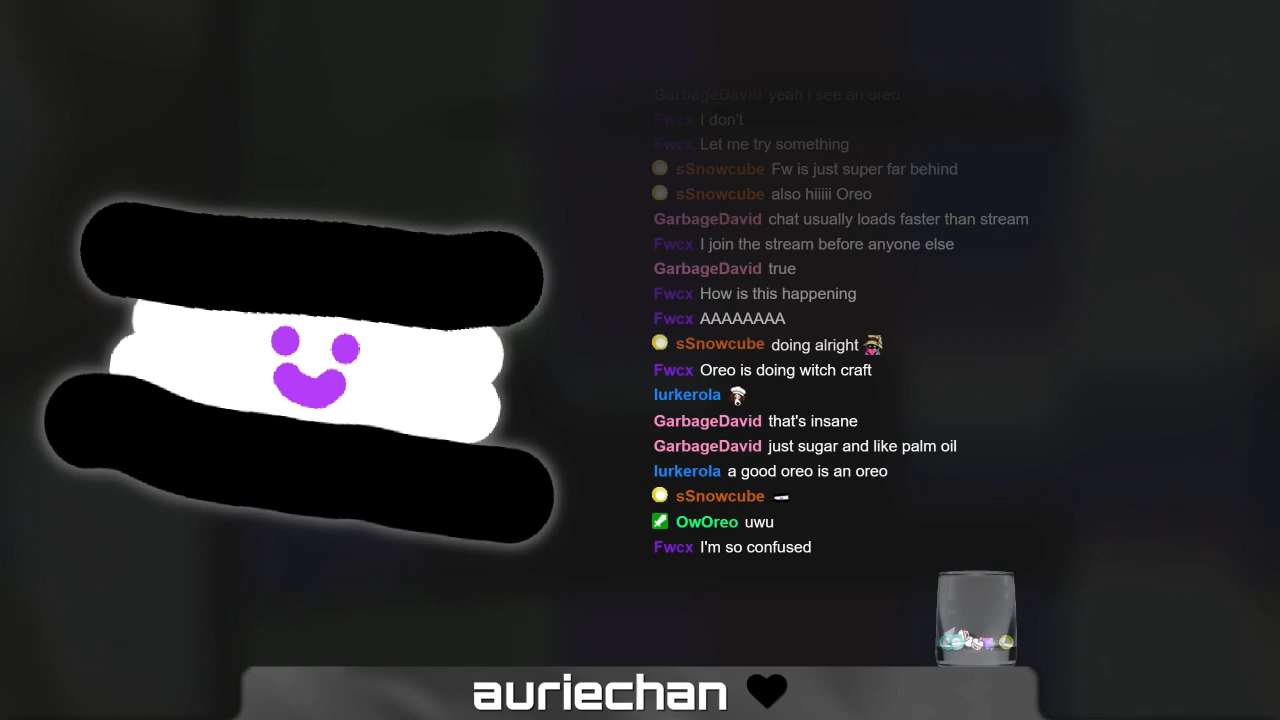 GarbageDavid yeah i see an oreo
Fwcx I don't
Fwcx Let me try something
sSnowcube Fw is just super far behind
sSnowcube also hiiiii Oreo
GarbageDavid chat usually loads faster than stream
Fwcx I join the stream before anyone else
GarbageDavid true
Fwcx How is this happening
Fwcx AAAAAAAA
sSnowcube doing alright
Fwcx Oreo is doing witch craft
lurkerola
GarbageDavid that's insane
GarbageDavid just sugar and like palm oil
lurkerola a good oreo is an oreo
sSnowcube
OwOreo uwu
Fwcx I'm so confused
auriechan